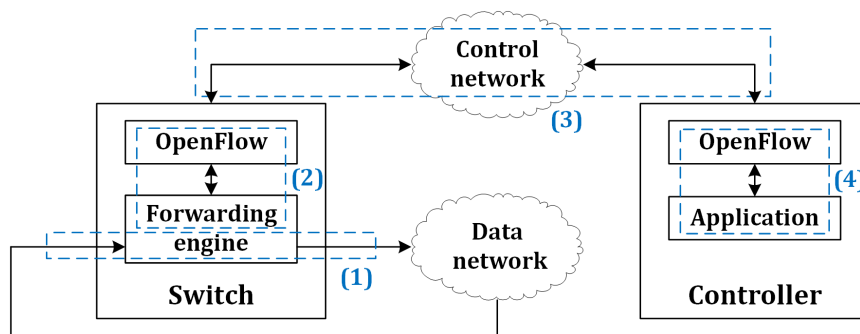 Control
network
(3)
OpenFlow
(2)
Forwarding
engine
(1)
Switch
Data
network
OpenFlow
(4)
Application
Controller